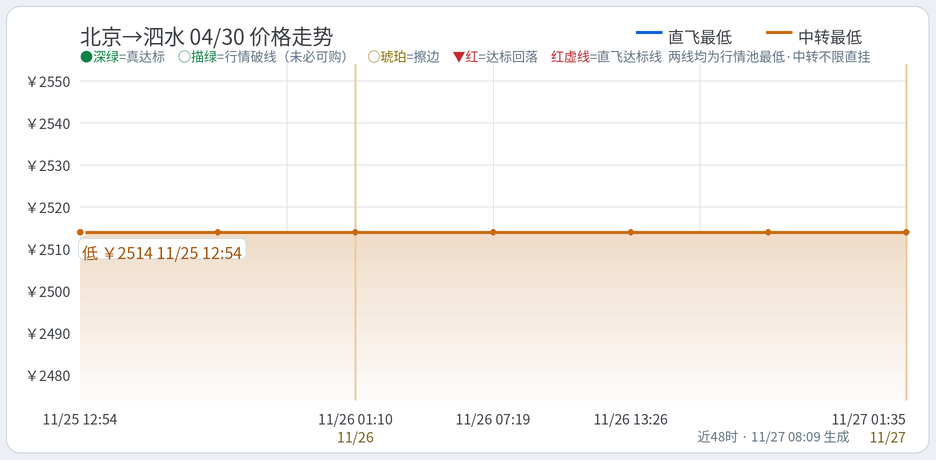 北京→泗水 04/30 价格走势
直飞最低 中转最低
●深绿=真达标 ○描绿=行情破线（未必可购） ○琥珀=擦边 ▼红=达标回落 红虚线=直飞达标线 两线均为行情池最低·中转不限直挂
￥2550
￥2540
￥2530
￥2520
￥2510
￥2500
￥2490
￥2480
低 ￥2514 11/25 12:54
11/25 12:54 11/26 01:10 11/26 07:19 11/26 13:26 11/27 01:35
11/26 11/27
近48时 · 11/27 08:09 生成